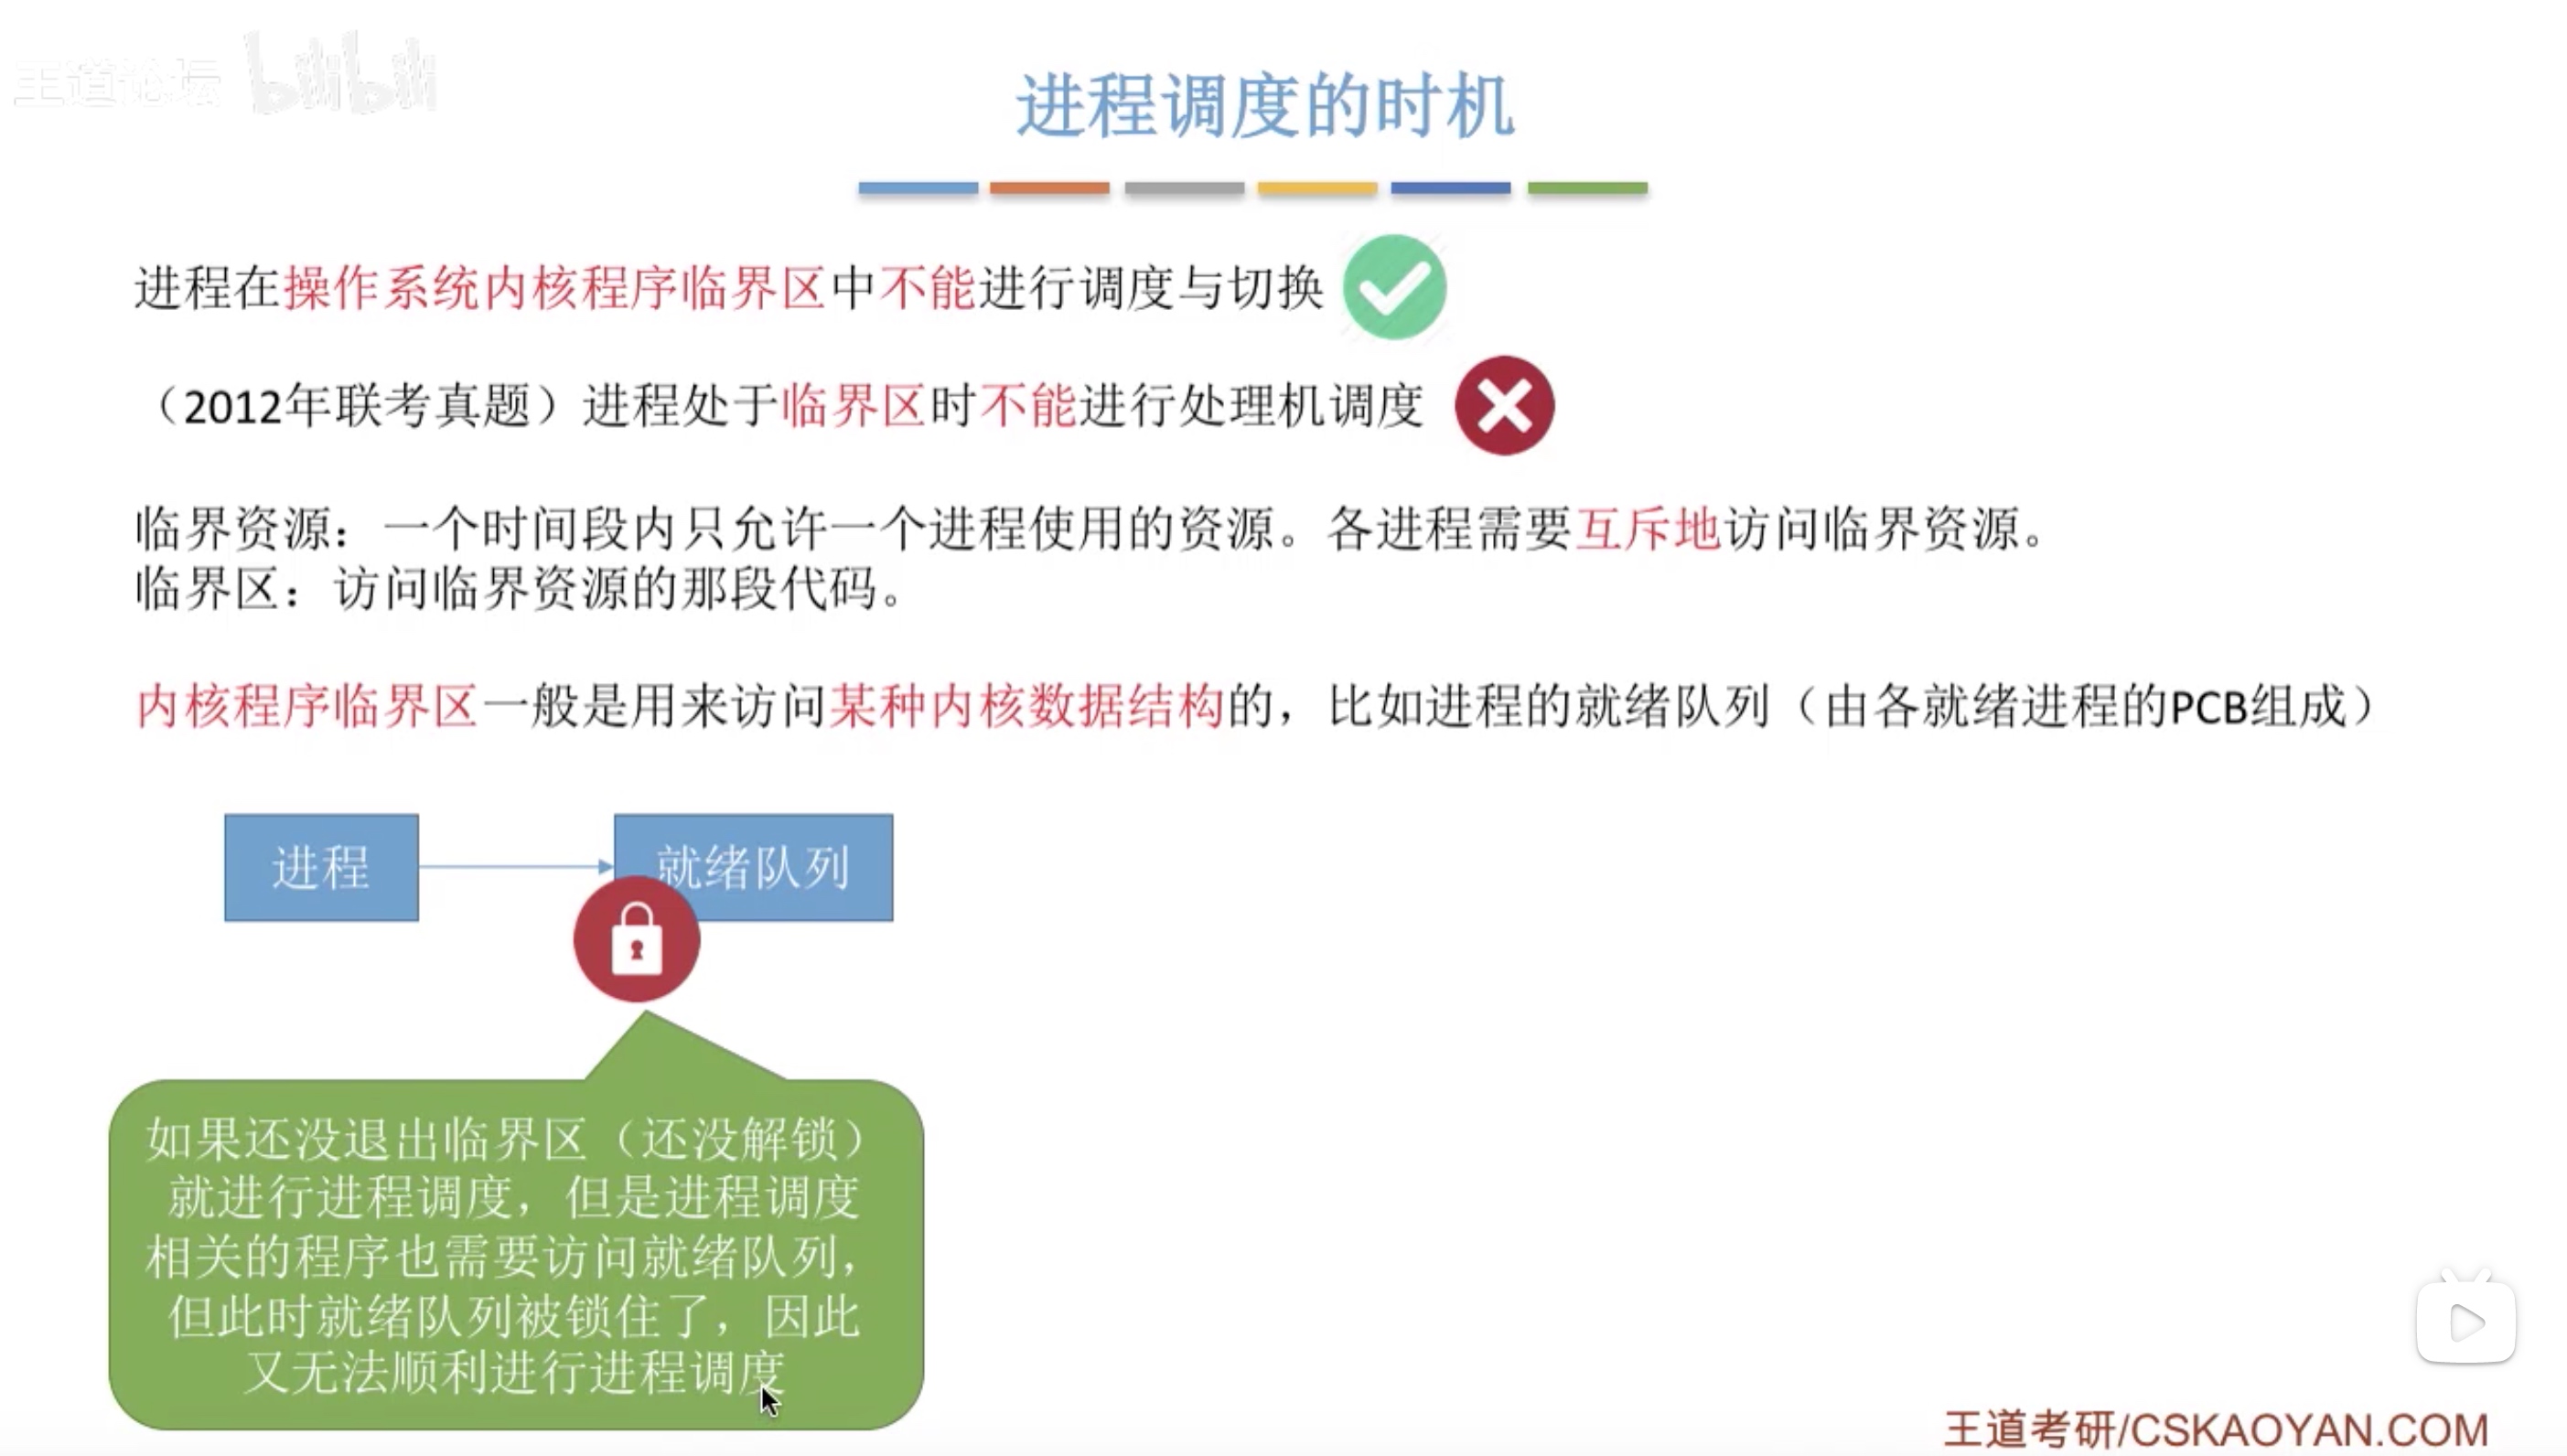 王道论坛 bilibili
进程调度的时机
进程在操作系统内核程序临界区中不能进行调度与切换
（2012年联考真题）进程处于临界区时不能进行处理机调度
临界资源：一个时间段内只允许一个进程使用的资源。各进程需要互斥地访问临界资源。
临界区：访问临界资源的那段代码。
内核程序临界区一般是用来访问某种内核数据结构的，比如进程的就绪队列（由各就绪进程的PCB组成）
进程
就绪队列
如果还没退出临界区（还没解锁）
就进行进程调度，但是进程调度
相关的程序也需要访问就绪队列，
但此时就绪队列被锁住了，因此
又无法顺利进行进程调度
王道考研/CSKAOYAN.COM